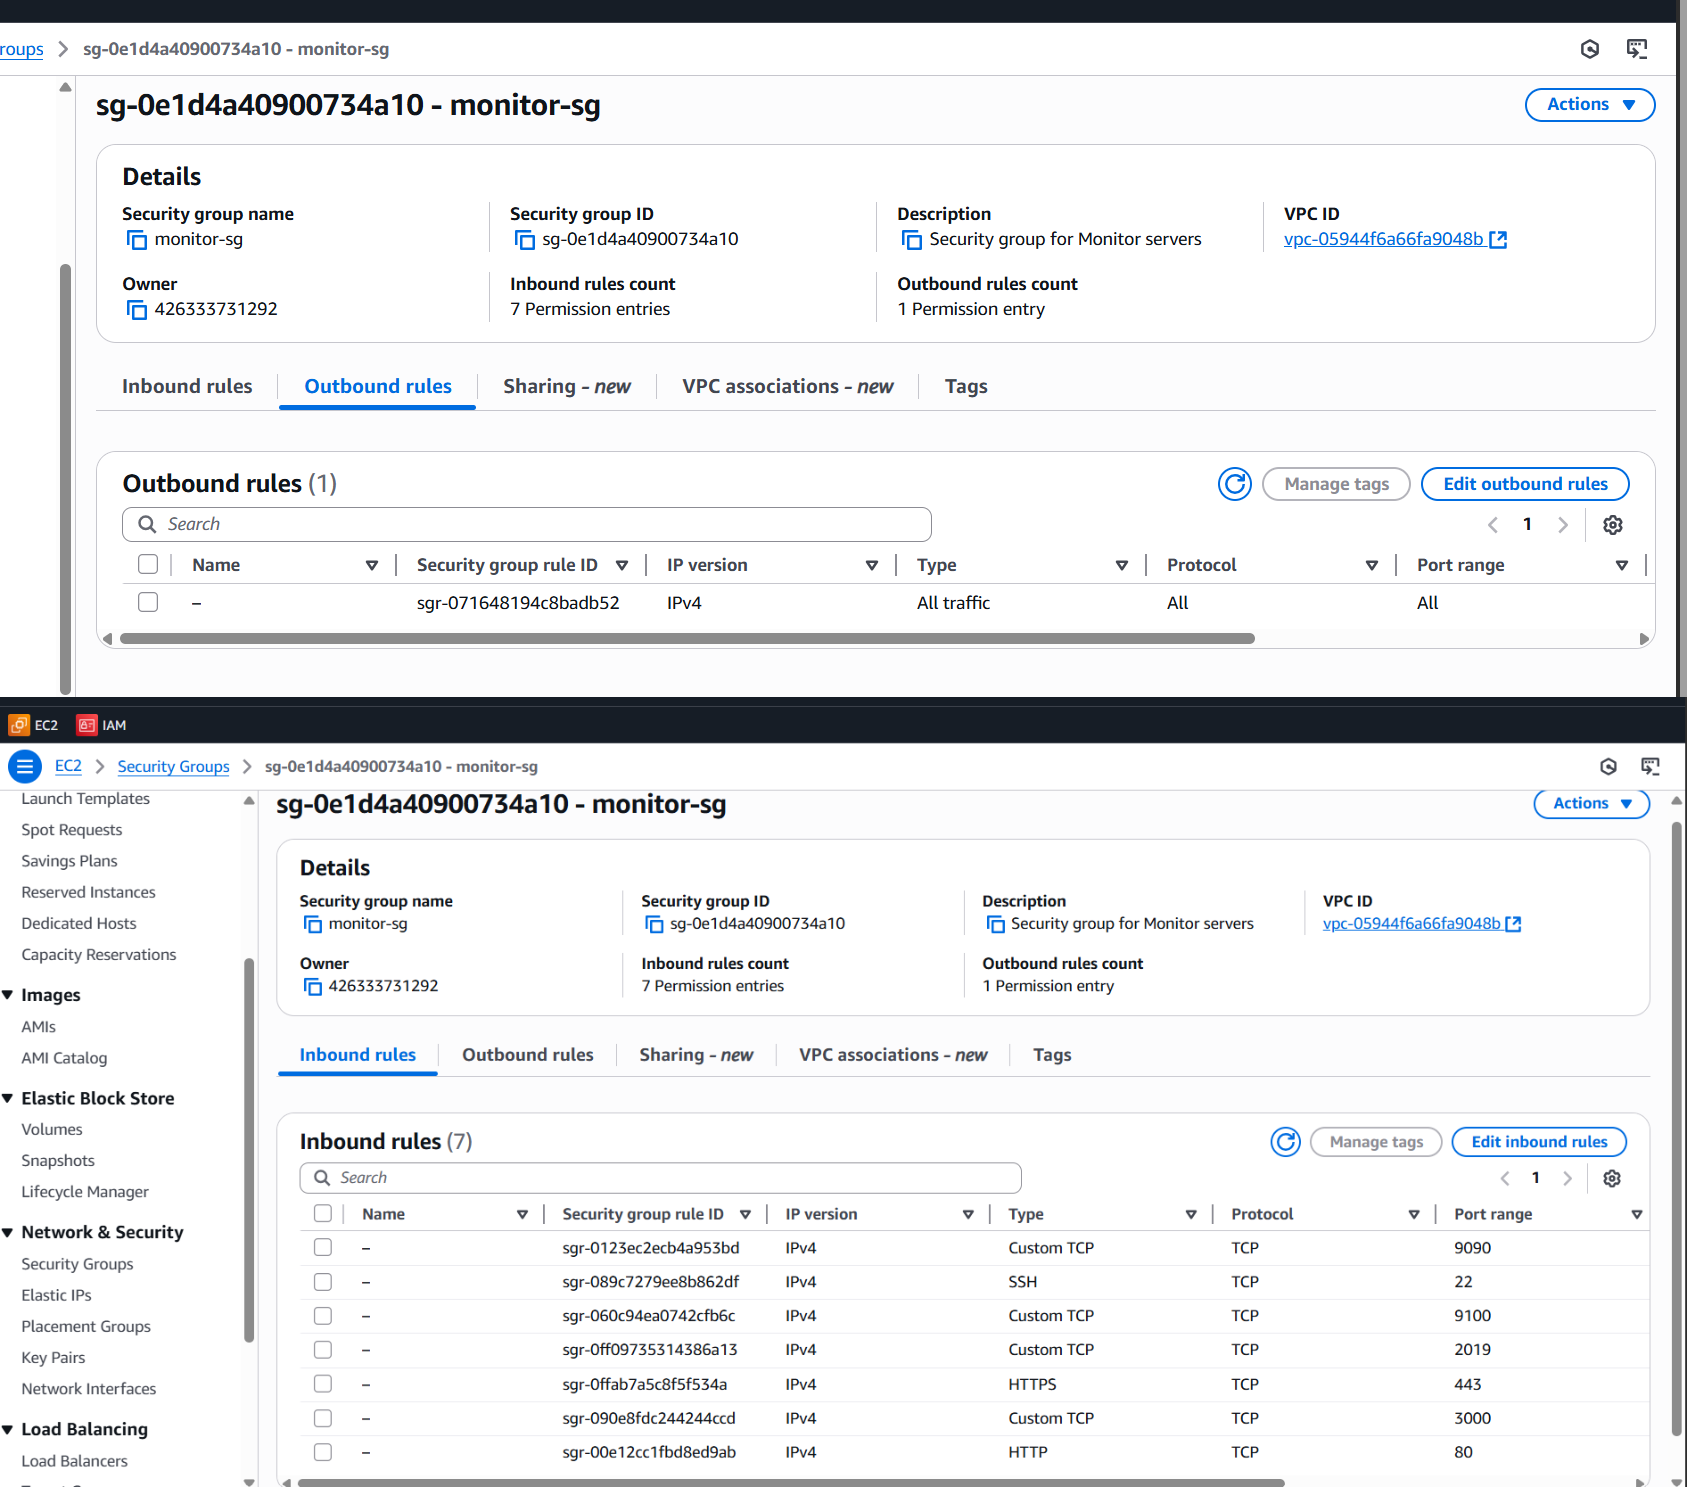 roups > sg-0e1d4a40900734a10 - monitor-sg
sg-0e1d4a40900734a10 - monitor-sg
Actions
Details
Security group name
monitor-sg
Security group ID
sg-0e1d4a40900734a10
Description
Security group for Monitor servers
VPC ID
vpc-05944f6a66fa9048b
Owner
426333731292
Inbound rules count
7 Permission entries
Outbound rules count
1 Permission entry
Inbound rules Outbound rules Sharing - new VPC associations - new Tags
Outbound rules (1)
Manage tags
Edit outbound rules
Search
1
Name Security group rule ID IP version Type Protocol Port range
– sgr-071648194c8badb52 IPv4 All traffic All All
EC2 IAM
EC2 > Security Groups > sg-0e1d4a40900734a10 - monitor-sg
Launch Templates
Spot Requests
Savings Plans
Reserved Instances
Dedicated Hosts
Capacity Reservations
Images
AMIs
AMI Catalog
Elastic Block Store
Volumes
Snapshots
Lifecycle Manager
Network & Security
Security Groups
Elastic IPs
Placement Groups
Key Pairs
Network Interfaces
Load Balancing
Load Balancers
sg-0e1d4a40900734a10 - monitor-sg
Actions
Details
Security group name
monitor-sg
Security group ID
sg-0e1d4a40900734a10
Description
Security group for Monitor servers
VPC ID
vpc-05944f6a66fa9048b
Owner
426333731292
Inbound rules count
7 Permission entries
Outbound rules count
1 Permission entry
Inbound rules Outbound rules Sharing - new VPC associations - new Tags
Inbound rules (7)
Manage tags
Edit inbound rules
Search
1
Name Security group rule ID IP version Type Protocol Port range
– sgr-0123ec2ecb4a953bd IPv4 Custom TCP TCP 9090
– sgr-089c7279ee8b862df IPv4 SSH TCP 22
– sgr-060c94ea0742cfb6c IPv4 Custom TCP TCP 9100
– sgr-0ff09735314386a13 IPv4 Custom TCP TCP 2019
– sgr-0ffab7a5c8f5f534a IPv4 HTTPS TCP 443
– sgr-090e8fdc244244ccd IPv4 Custom TCP TCP 3000
– sgr-00e12cc1fbd8ed9ab IPv4 HTTP TCP 80